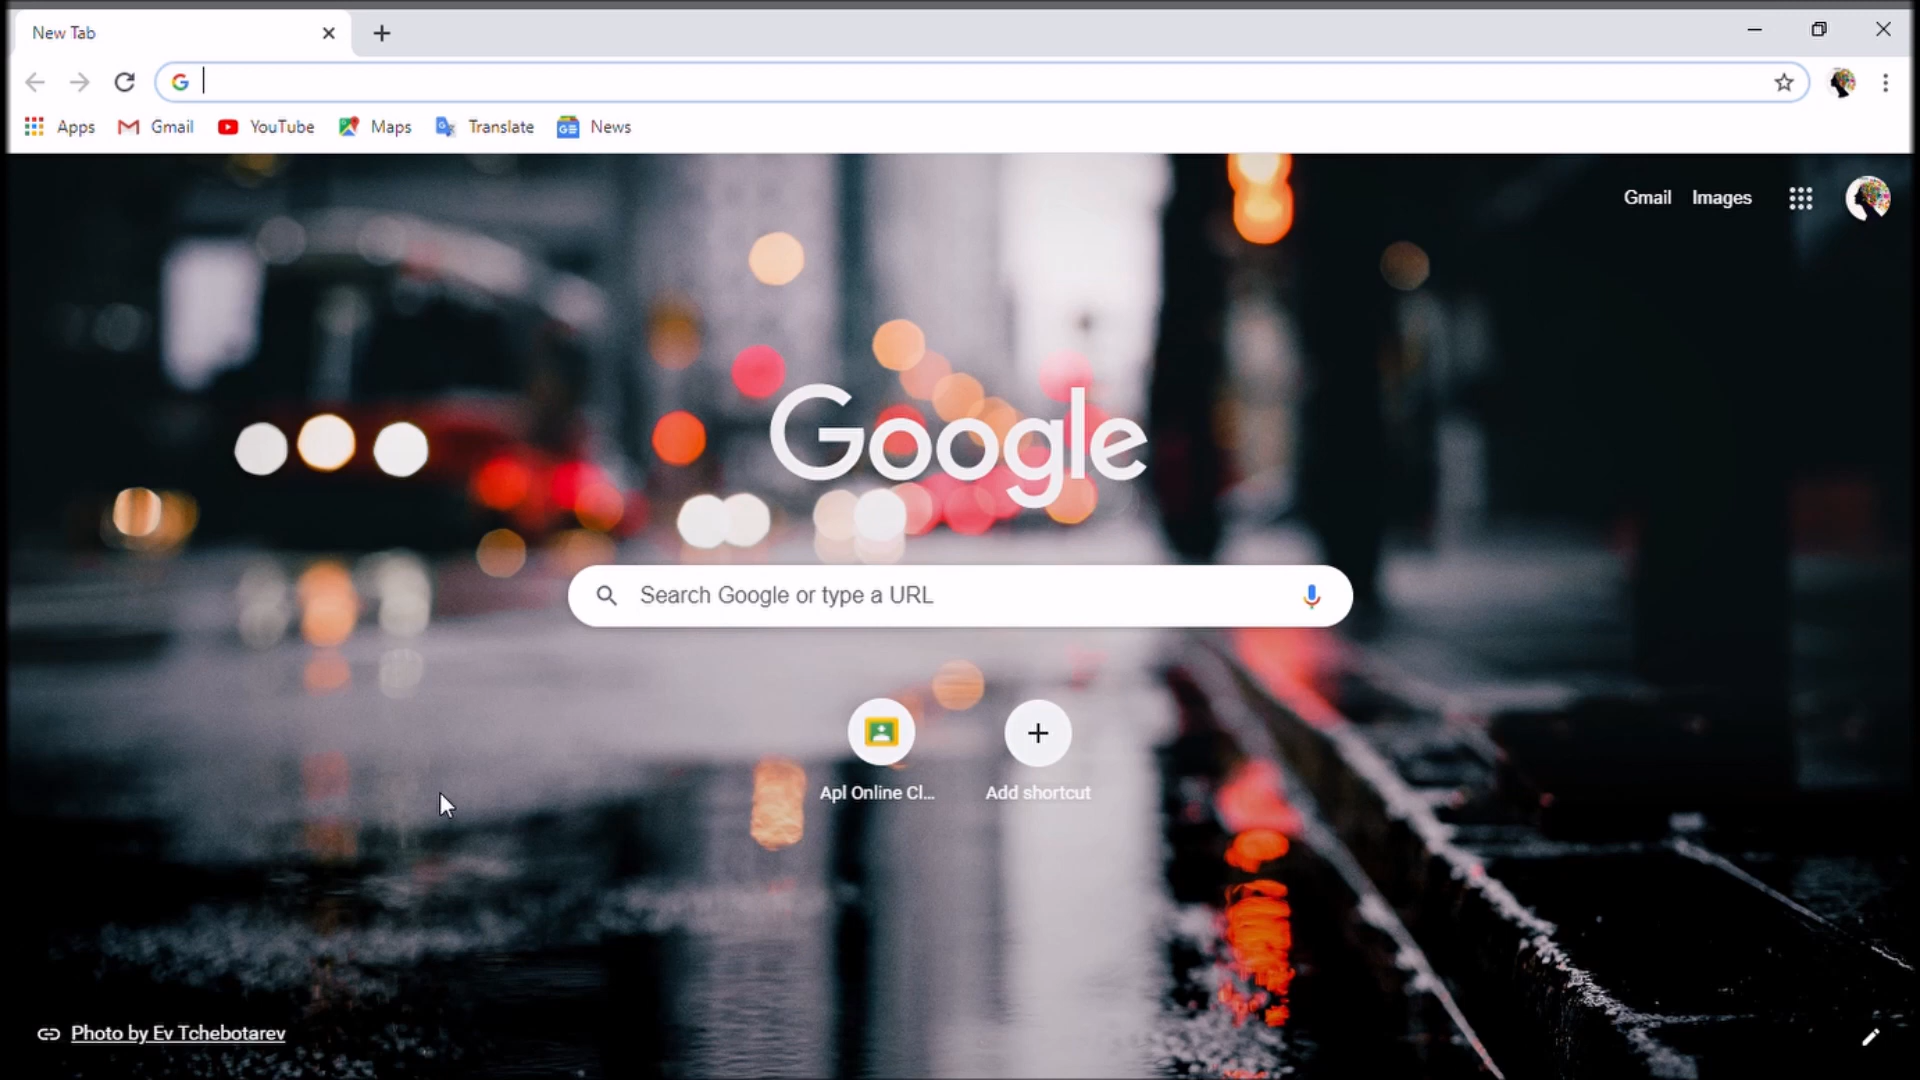 New Tab
Apps Gmail YouTube Maps Translate News
Gmail Images
Google
Search Google or type a URL
Apl Online Cl... Add shortcut
Photo by Ev Tchebotarev